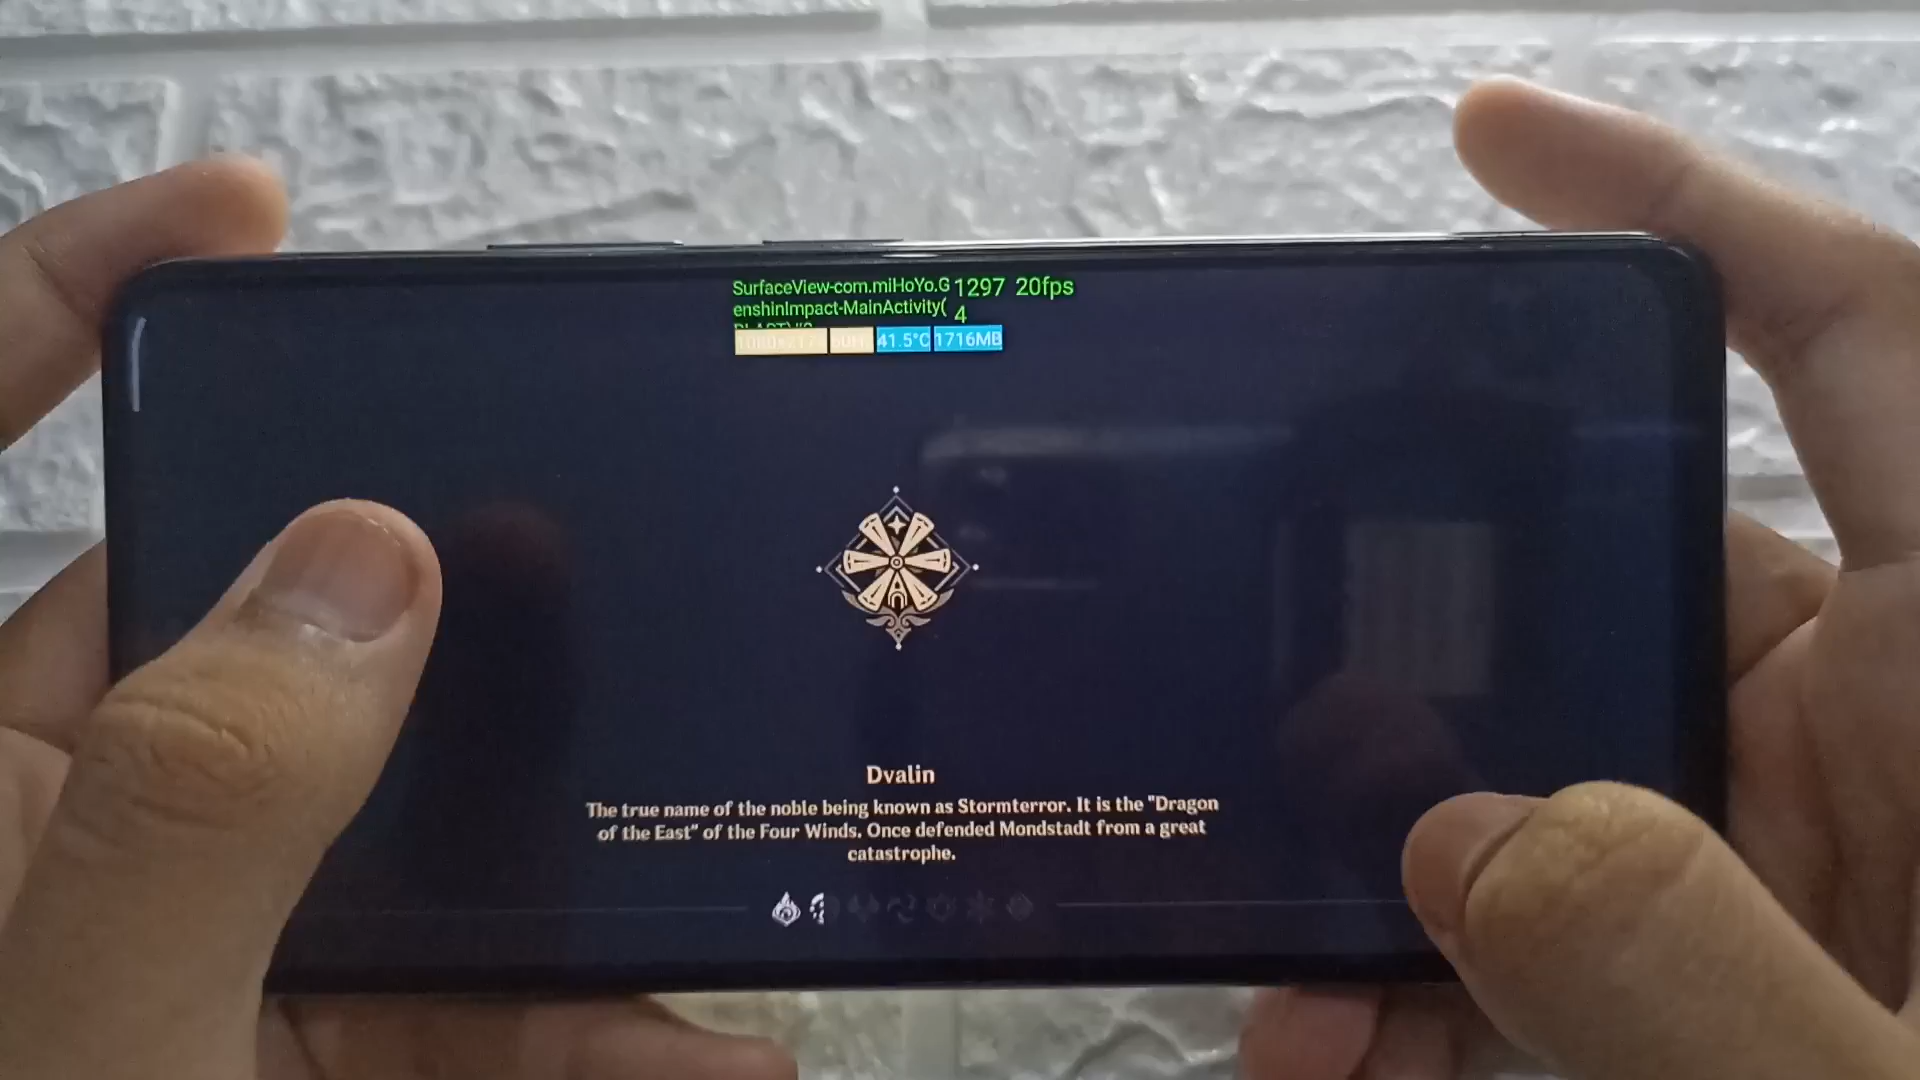 SurfaceView-com.miHoYo.G 1297 20fps
enshinImpact-MainActivity( 4
41.5°C 1716MB
Dvalin
The true name of the noble being known as Stormterror. It is the "Dragon
of the East" of the Four Winds. Once defended Mondstadt from a great
catastrophe.